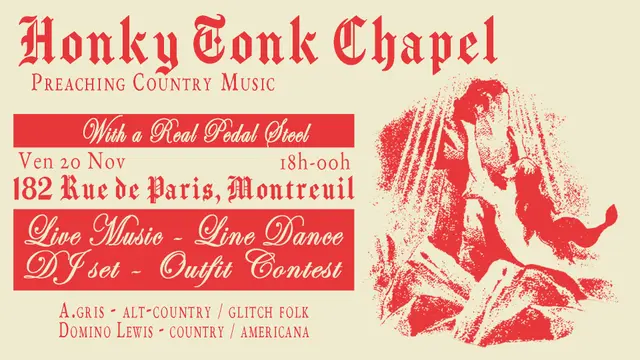 Honky Tonk Chapel
Preaching Country Music
With a Real Pedal Steel
Ven 20 Nov 18h-00h
182 Rue de Paris, Montreuil
Live Music - Line Dance
DJ set - Outfit Contest
A.gris - alt-country / glitch folk
Domino Lewis - country / americana